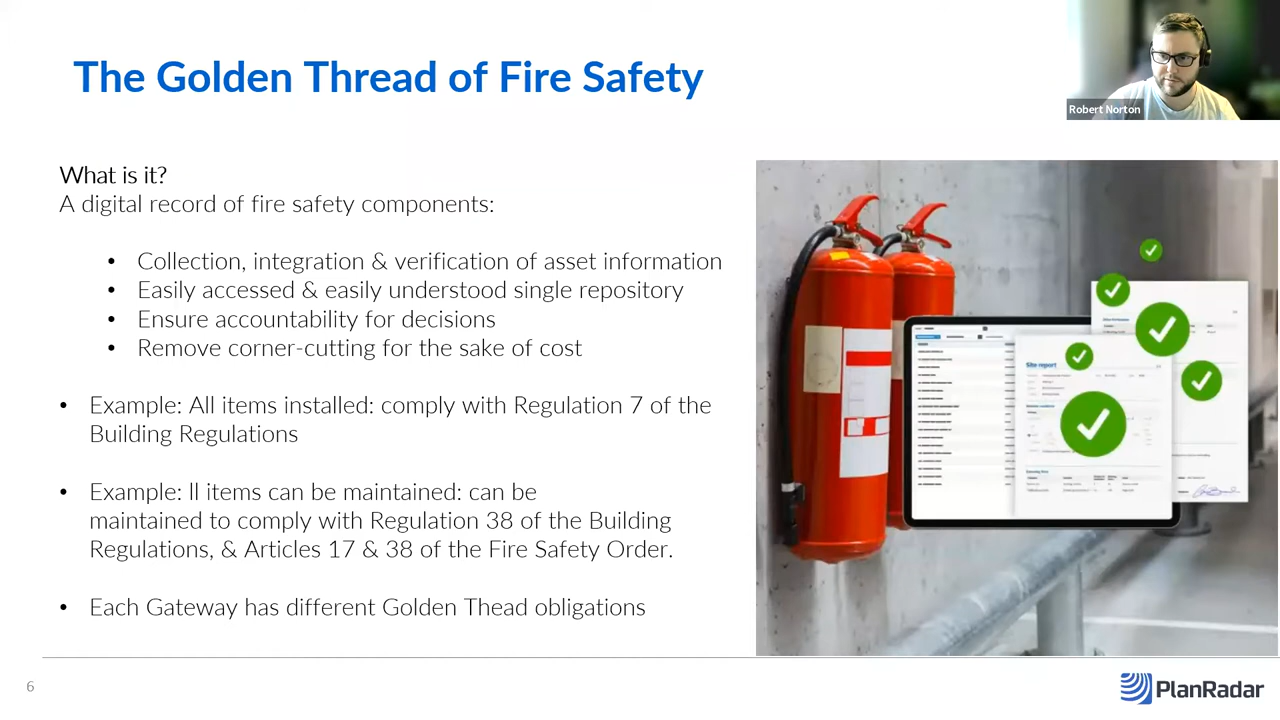 The Golden Thread of Fire Safety
Robert Norton
What is it?
A digital record of fire safety components:
• Collection, integration & verification of asset information
• Easily accessed & easily understood single repository
• Ensure accountability for decisions
• Remove corner-cutting for the sake of cost
• Example: All items installed: comply with Regulation 7 of the
Building Regulations
• Example: ll items can be maintained: can be
maintained to comply with Regulation 38 of the Building
Regulations, & Articles 17 & 38 of the Fire Safety Order.
• Each Gateway has different Golden Thead obligations
Site report
6
PlanRadar